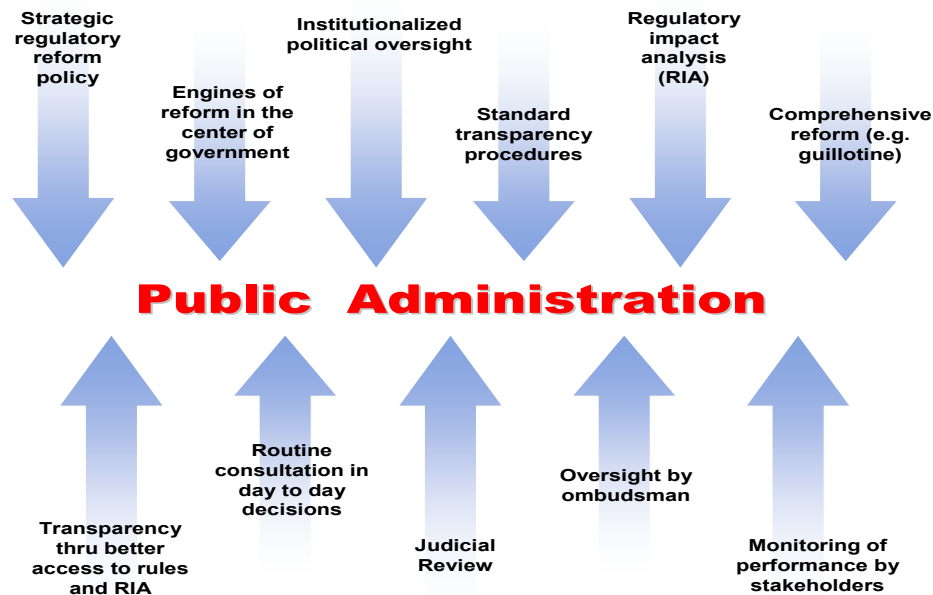 Strategic
regulatory
reform
policy
Engines of
reform in the
center of
government
Institutionalized
political oversight
Standard
transparency
procedures
Regulatory
impact
analysis
(RIA)
Comprehensive
reform (e.g.
guillotine)
Public Administration
Transparency
thru better
access to rules
and RIA
Routine
consultation in
day to day
decisions
Judicial
Review
Oversight by
ombudsman
Monitoring of
performance by
stakeholders